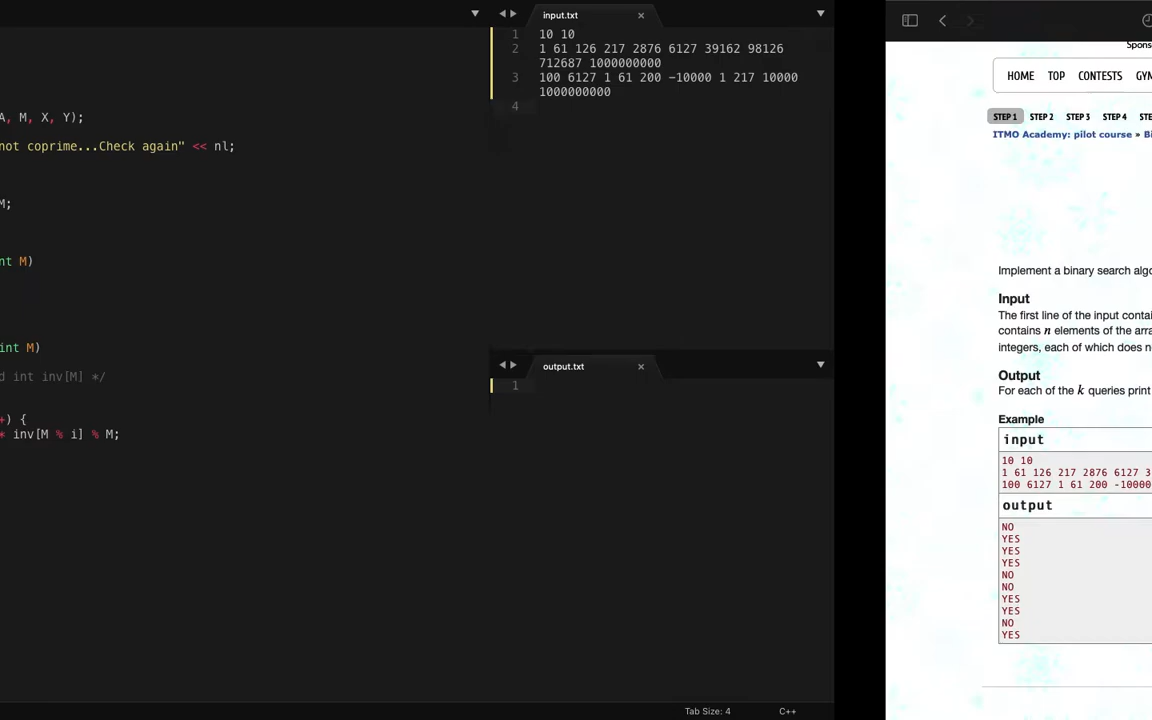 A, M, X, Y);
not coprime...Check again" << nl;
M;
nt M)
int M)
d int inv[M] */
+) {
* inv[M % i] % M;
input.txt
1 10 10
2 1 61 126 217 2876 6127 39162 98126
712687 1000000000
3 100 6127 1 61 200 -10000 1 217 10000
1000000000
4
output.txt
1
Tab Size: 4 C++
Spons
HOME TOP CONTESTS GYM
STEP 1 STEP 2 STEP 3 STEP 4 STE
ITMO Academy: pilot course » Bi
Implement a binary search algo
Input
The first line of the input contai
contains n elements of the arra
integers, each of which does n
Output
For each of the k queries print
Example
input
10 10
1 61 126 217 2876 6127 3
100 6127 1 61 200 -10000
output
NO
YES
YES
YES
NO
NO
YES
YES
NO
YES